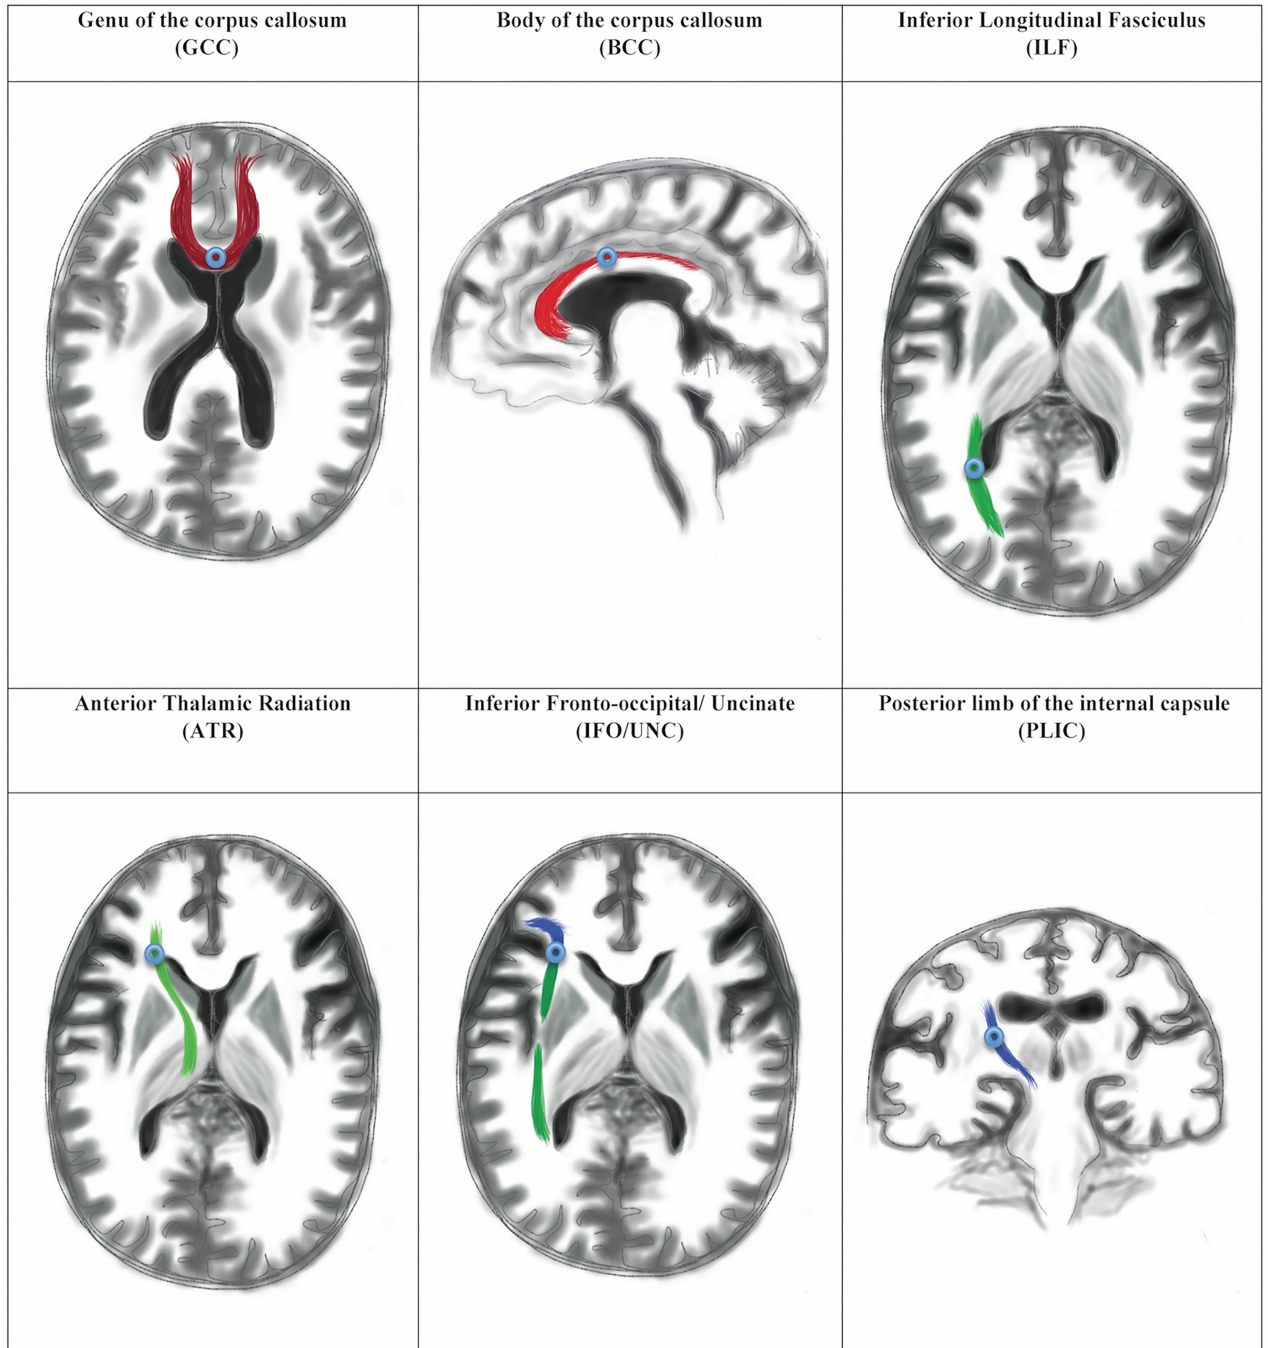 Genu of the corpus callosum
(GCC)
Body of the corpus callosum
(BCC)
Inferior Longitudinal Fasciculus
(ILF)
Anterior Thalamic Radiation
(ATR)
Inferior Fronto-occipital/ Uncinate
(IFO/UNC)
Posterior limb of the internal capsule
(PLIC)